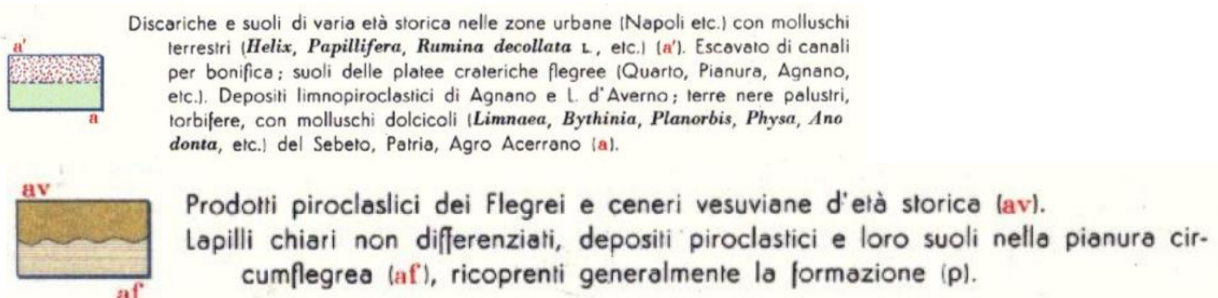 Discariche e suoli di varia età storica nelle zone urbane (Napoli etc.) con molluschi
a'
terrestri (Helix, Papillifera, Rumina decollata L., etc.) (a'). Escavato di canali
per bonifica; suoli delle platee crateriche flegree (Quarto, Pianura, Agnano,
etc.). Depositi limnopiroclastici di Agnano e L. d'Averno; terre nere palustri,
a
torbifere, con molluschi dolcicoli (Limnaea, Bythinia, Planorbis, Physa, Ano
donta, etc.) del Sebeto, Patria, Agro Acerrano (a).
av
Prodotti piroclastici dei Flegrei e ceneri vesuviane d'età storica (av).
Lapilli chiari non differenziati, depositi piroclastici e loro suoli nella pianura cir-
cumflegrea (af), ricoprenti generalmente la formazione (p).
af